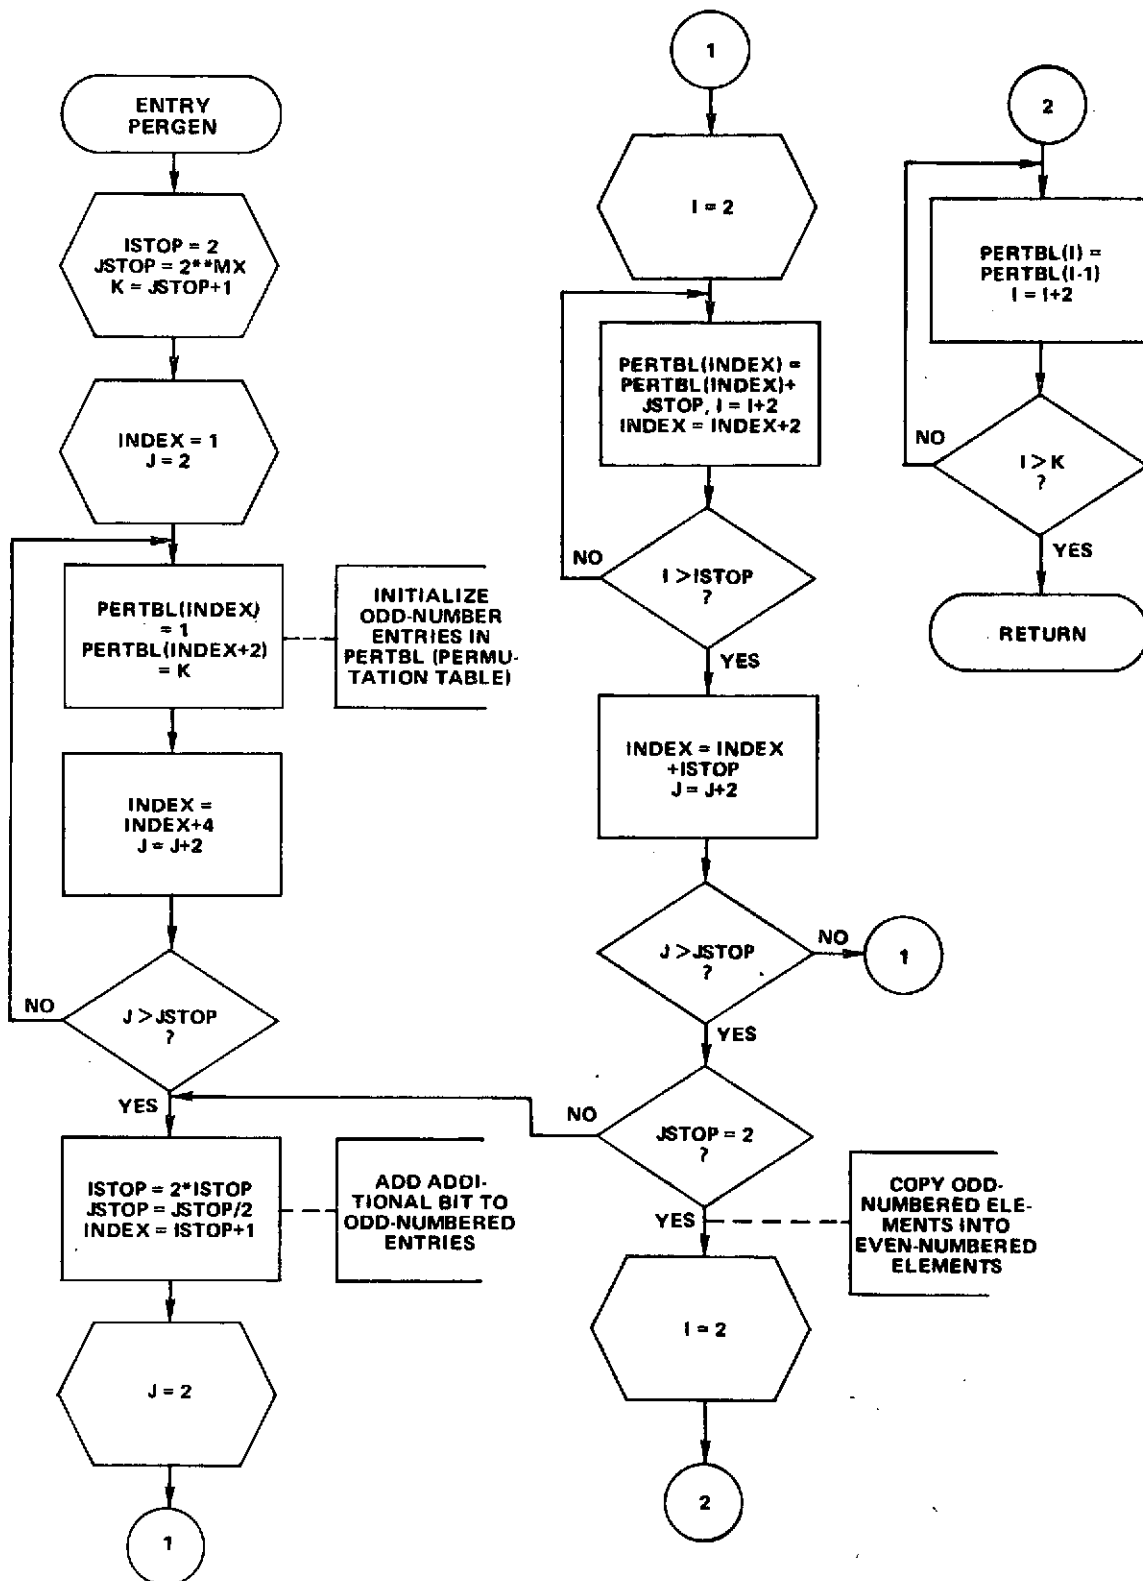 ENTRY
PERGEN
ISTOP = 2
JSTOP = 2**MX
K = JSTOP+1
INDEX = 1
J = 2
PERTBL(INDEX)
= 1
PERTBL(INDEX+2)
= K
INITIALIZE
ODD-NUMBER
ENTRIES IN
PERTBL (PERMU-
TATION TABLE)
INDEX =
INDEX+4
J = J+2
NO
J > JSTOP
?
YES
ISTOP = 2*ISTOP
JSTOP = JSTOP/2
INDEX = ISTOP+1
ADD ADDI-
TIONAL BIT TO
ODD-NUMBERED
ENTRIES
J = 2
1
1
I = 2
PERTBL(INDEX) =
PERTBL(INDEX)+
JSTOP, I = I+2
INDEX = INDEX+2
NO
I > ISTOP
?
YES
INDEX = INDEX
+ISTOP
J = J+2
J > JSTOP
?
NO
1
YES
NO
JSTOP = 2
?
YES
COPY ODD-
NUMBERED ELE-
MENTS INTO
EVEN-NUMBERED
ELEMENTS
I = 2
2
2
PERTBL(I) =
PERTBL(I-1)
I = I+2
NO
I > K
?
YES
RETURN